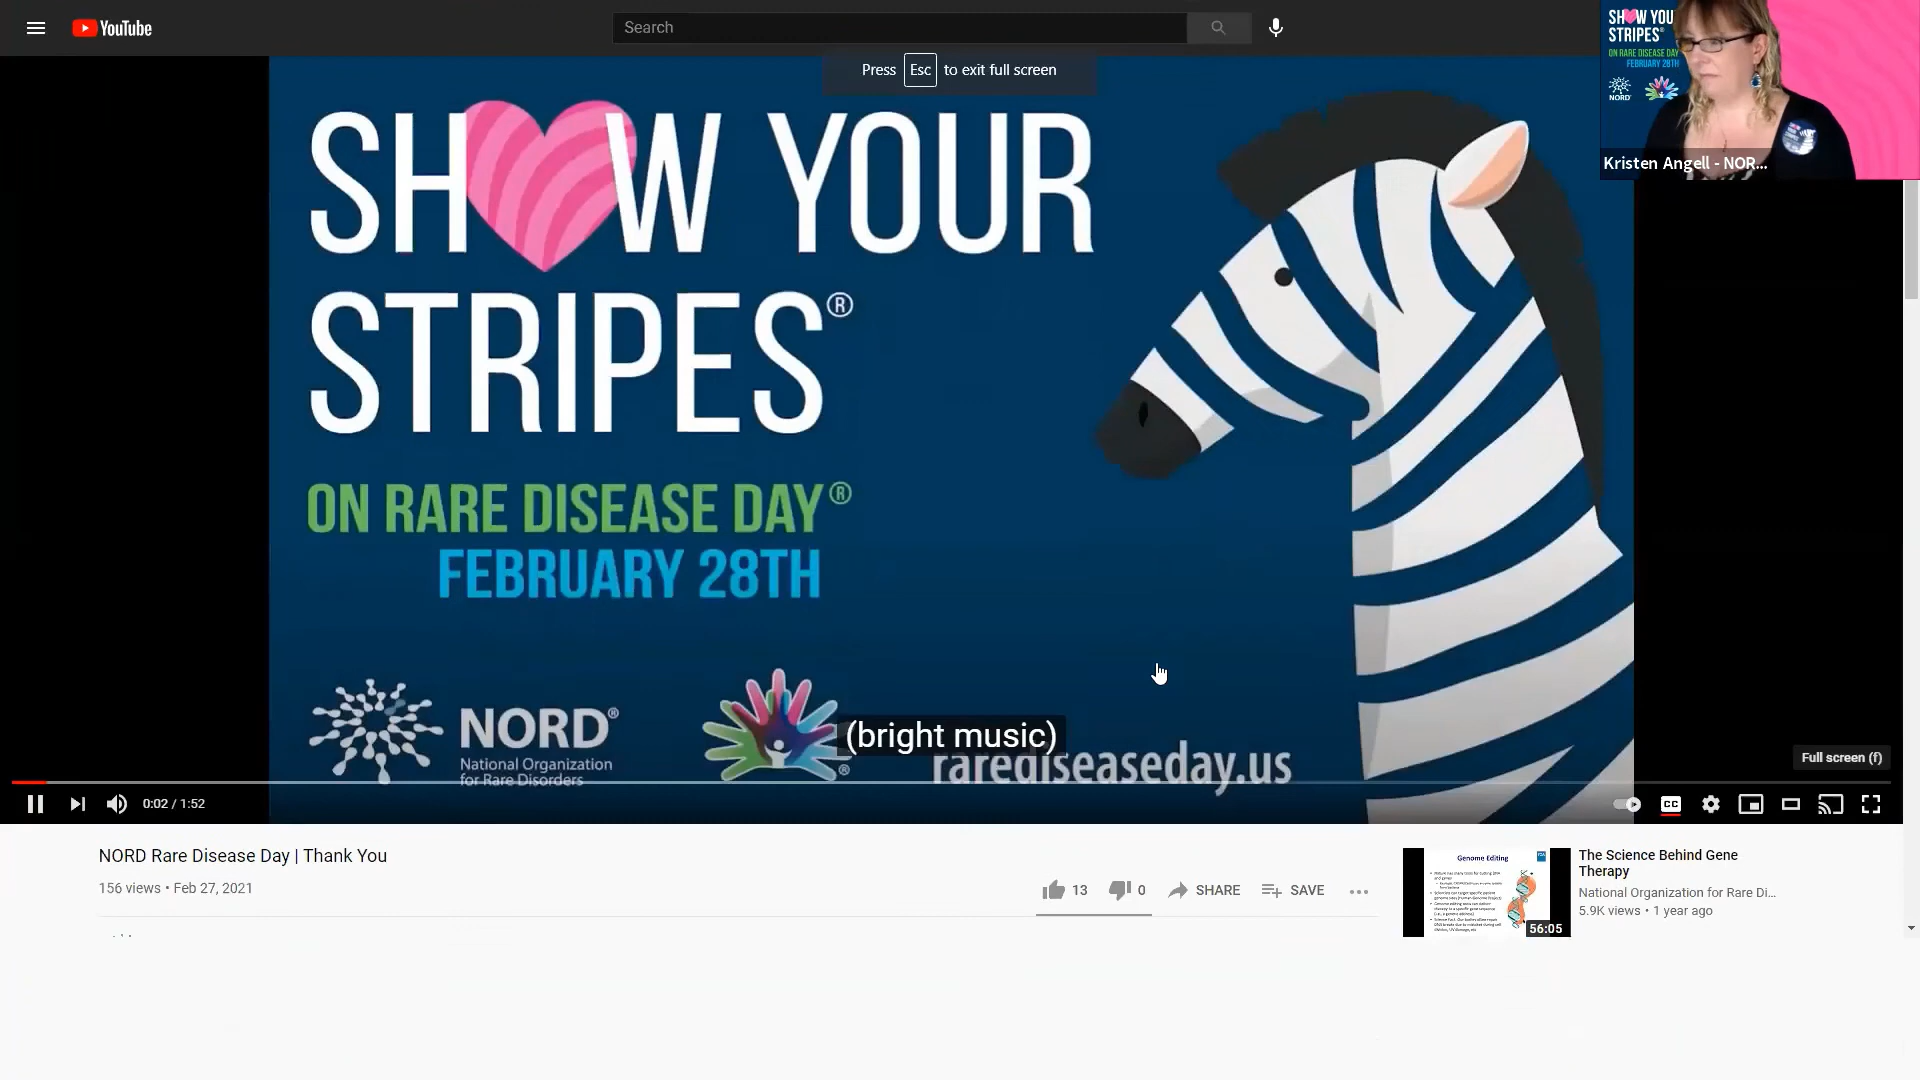 YouTube
Search
Press Esc to exit full screen
SHOW YOUR
STRIPES®
ON RARE DISEASE DAY®
FEBRUARY 28TH
NORD®
National Organization
for Rare Disorders
®
(bright music)
rarediseaseday.us
SHOW YOU
STRIPES®
ON RARE DISEASE DAY
FEBRUARY 28TH
NORD
Kristen Angell - NOR...
Full screen (f)
0:02 / 1:52
CC
NORD Rare Disease Day | Thank You
156 views • Feb 27, 2021
13
0
SHARE
SAVE
Genome Editing
56:05
The Science Behind Gene
Therapy
National Organization for Rare Di...
5.9K views • 1 year ago